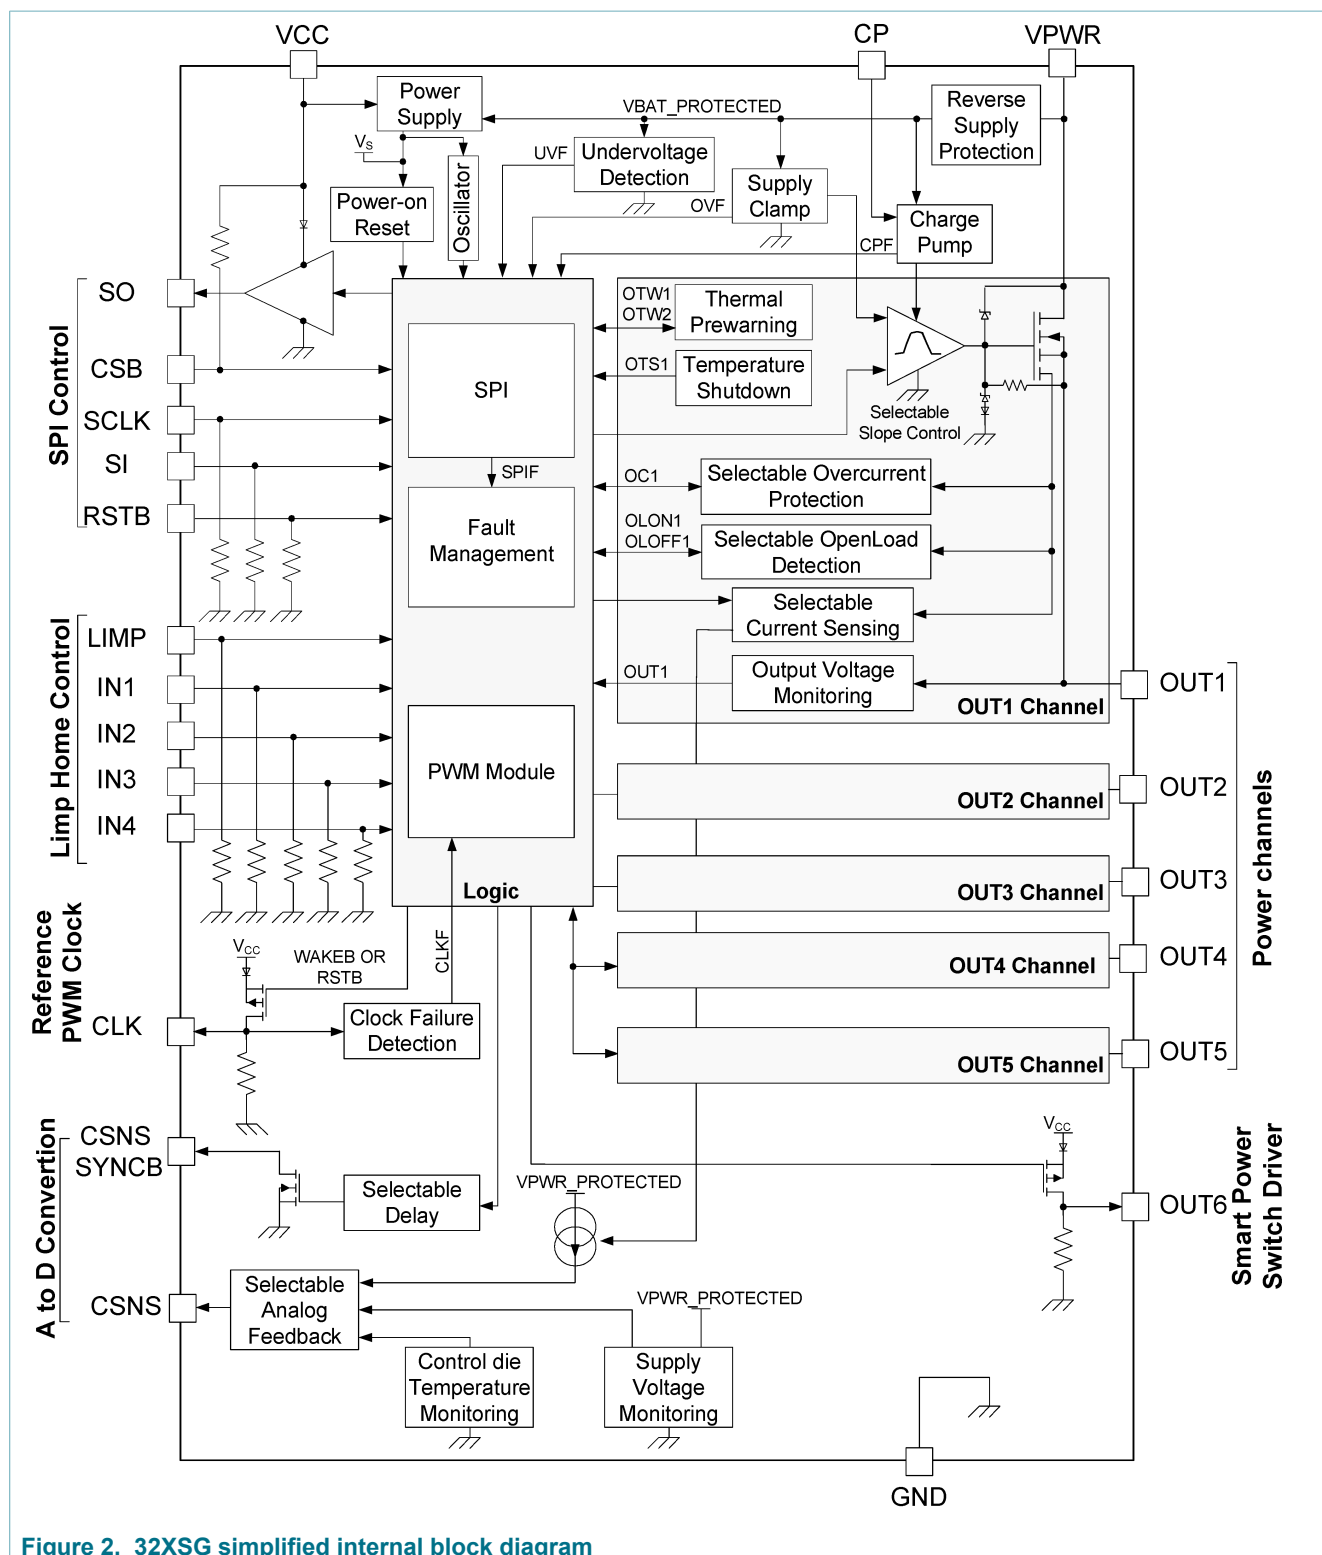 VCC
CP
VPWR
Power
Supply
VBAT_PROTECTED
Reverse
Supply
Protection
VS
UVF
Undervoltage
Detection
Oscillator
Power-on
Reset
OVF
Supply
Clamp
Charge
Pump
CPF
SPI Control
SO
CSB
SCLK
SI
RSTB
SPI
SPIF
Fault
Management
OTW1
OTW2
Thermal
Prewarning
OTS1
Temperature
Shutdown
Selectable
Slope Control
OC1
Selectable Overcurrent
Protection
OLON1
OLOFF1
Selectable OpenLoad
Detection
Selectable
Current Sensing
OUT1
Output Voltage
Monitoring
OUT1 Channel
Limp Home Control
LIMP
IN1
IN2
IN3
IN4
PWM Module
Logic
OUT2 Channel
OUT3 Channel
OUT4 Channel
OUT5 Channel
OUT1
OUT2
OUT3
OUT4
OUT5
Power channels
Reference
PWM Clock
VCC
WAKEB OR
RSTB
CLKF
CLK
Clock Failure
Detection
A to D Convertion
CSNS
SYNCB
Selectable
Delay
VPWR_PROTECTED
VCC
OUT6
Smart Power
Switch Driver
CSNS
Selectable
Analog
Feedback
VPWR_PROTECTED
Control die
Temperature
Monitoring
Supply
Voltage
Monitoring
GND
Figure 2. 32XSG simplified internal block diagram